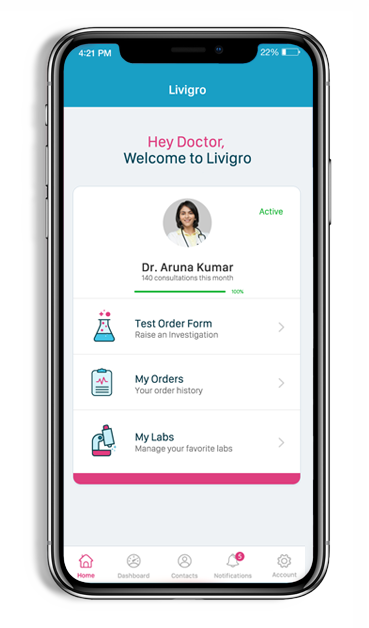 4:21 PM
22%
Livigro
Hey Doctor,
Welcome to Livigro
Active
Dr. Aruna Kumar
140 consultations this month
100%
Test Order Form
Raise an Investigation
My Orders
Your order history
My Labs
Manage your favorite labs
5
Home
Dashboard
Contacts
Notifications
Account